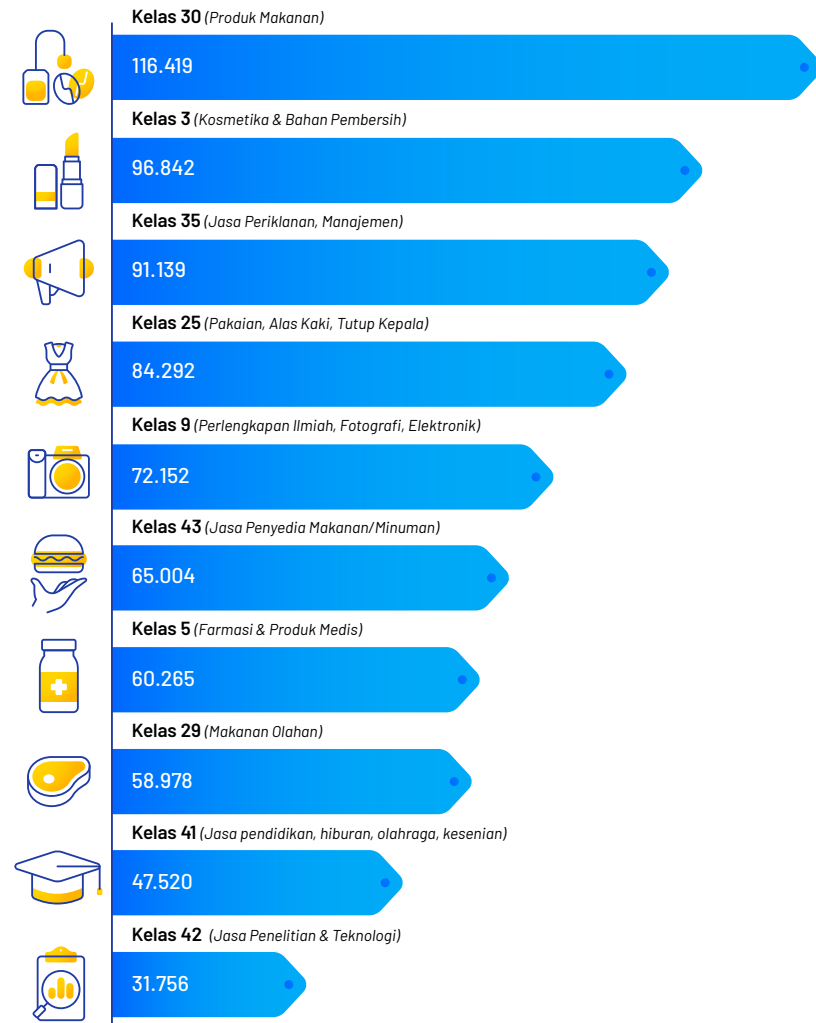 Kelas 30 (Produk Makanan)
116.419
Kelas 3 (Kosmetika & Bahan Pembersih)
96.842
Kelas 35 (Jasa Periklanan, Manajemen)
91.139
Kelas 25 (Pakaian, Alas Kaki, Tutup Kepala)
84.292
Kelas 9 (Perlengkapan Ilmiah, Fotografi, Elektronik)
72.152
Kelas 43 (Jasa Penyedia Makanan/Minuman)
65.004
Kelas 5 (Farmasi & Produk Medis)
60.265
Kelas 29 (Makanan Olahan)
58.978
Kelas 41 (Jasa pendidikan, hiburan, olahraga, kesenian)
47.520
Kelas 42 (Jasa Penelitian & Teknologi)
31.756